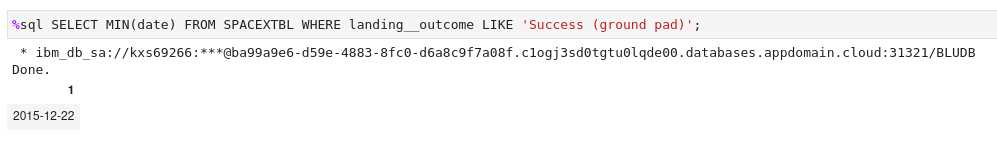 %sql SELECT MIN(date) FROM SPACEXTBL WHERE landing__outcome LIKE 'Success (ground pad)';
* ibm_db_sa://kxs69266:***@ba99a9e6-d59e-4883-8fc0-d6a8c9f7a08f.c1ogj3sd0tgtu0lqde00.databases.appdomain.cloud:31321/BLUDB
Done.
1
2015-12-22